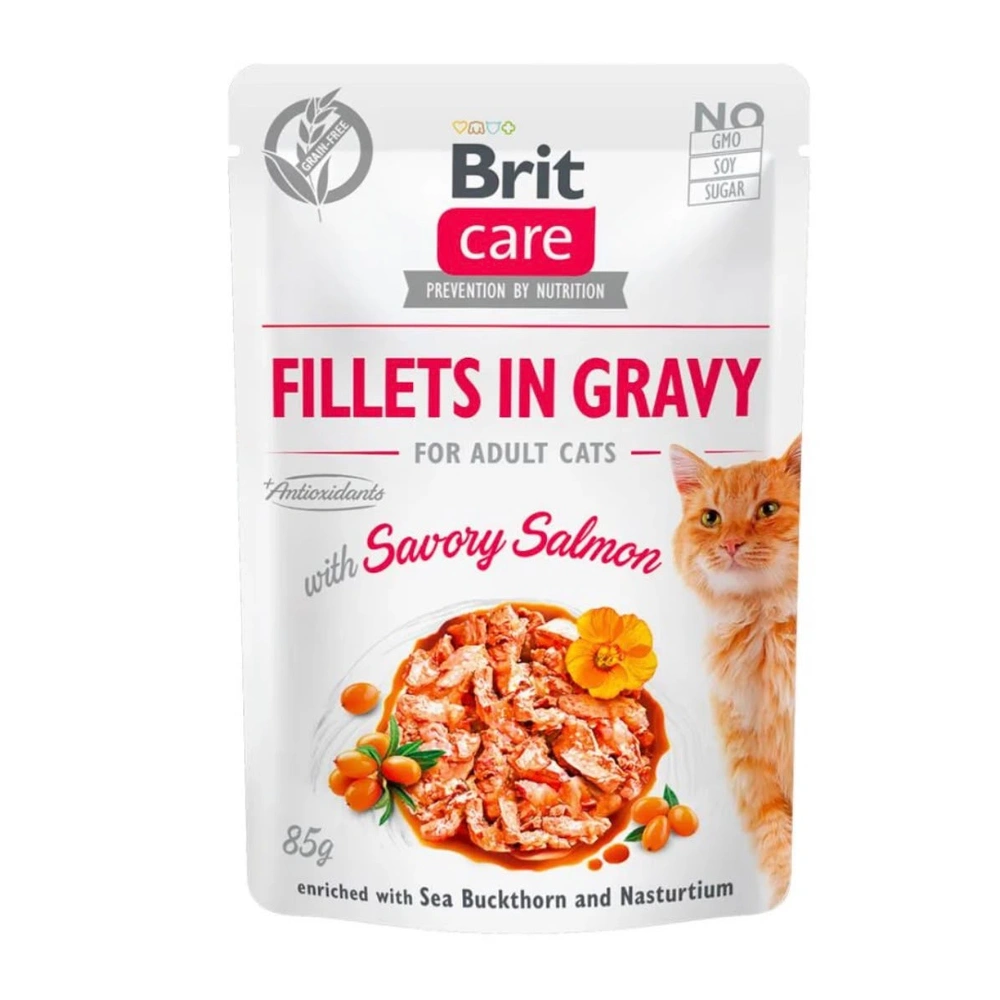 GRAIN-FREE
NO
GMO
SOY
SUGAR
Brit
care
PREVENTION BY NUTRITION
FILLETS IN GRAVY
FOR ADULT CATS
+Antioxidants
with Savory Salmon
85g
enriched with Sea Buckthorn and Nasturtium